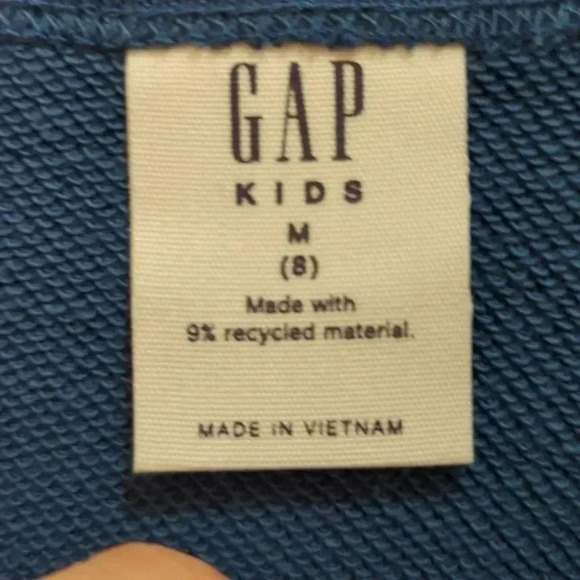 GAP
KIDS
M
(8)
Made with
9% recycled material.
MADE IN VIETNAM